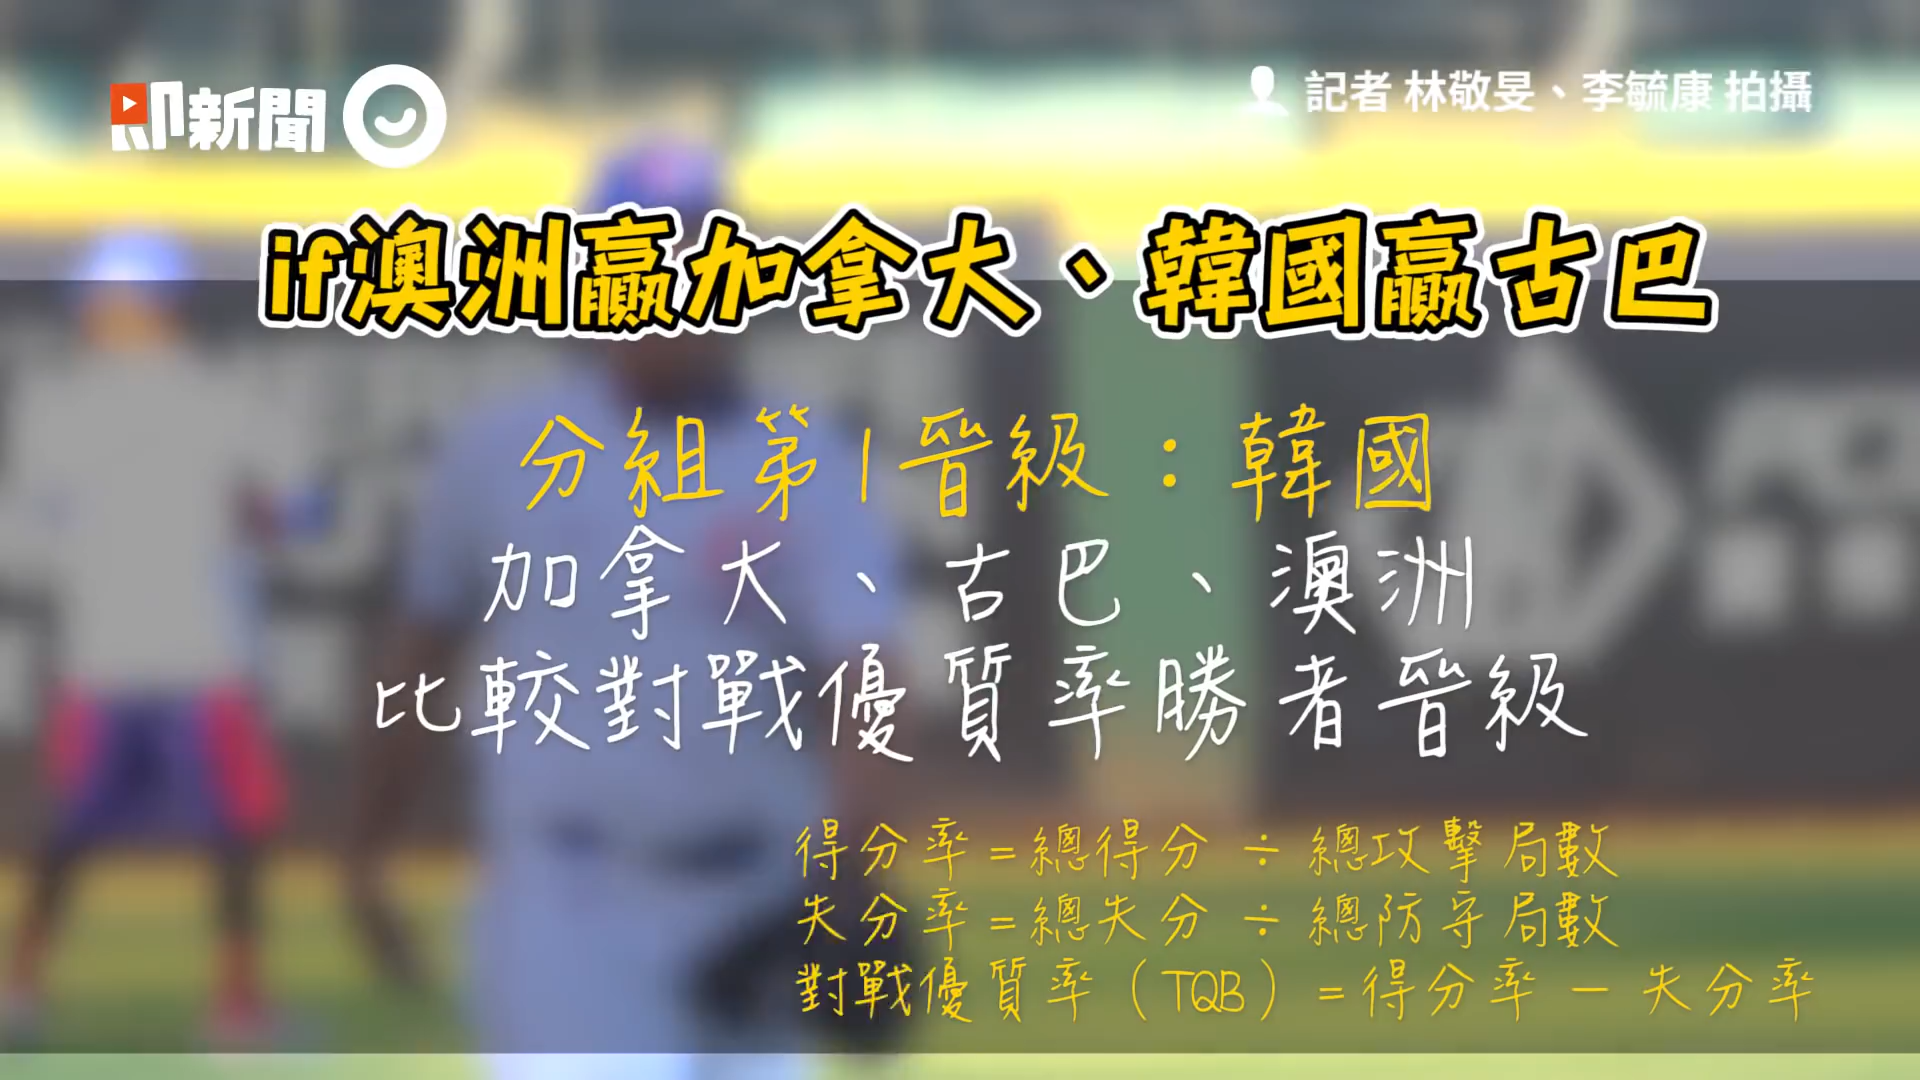 即新聞
記者 林敬旻、李毓康 拍攝
if澳洲贏加拿大、韓國贏古巴
分組第1晉級：韓國
加拿大、古巴、澳洲
比較對戰優質率勝者晉級
得分率=總得分÷總攻擊局數
失分率=總失分÷總防守局數
對戰優質率（TQB）=得分率－失分率